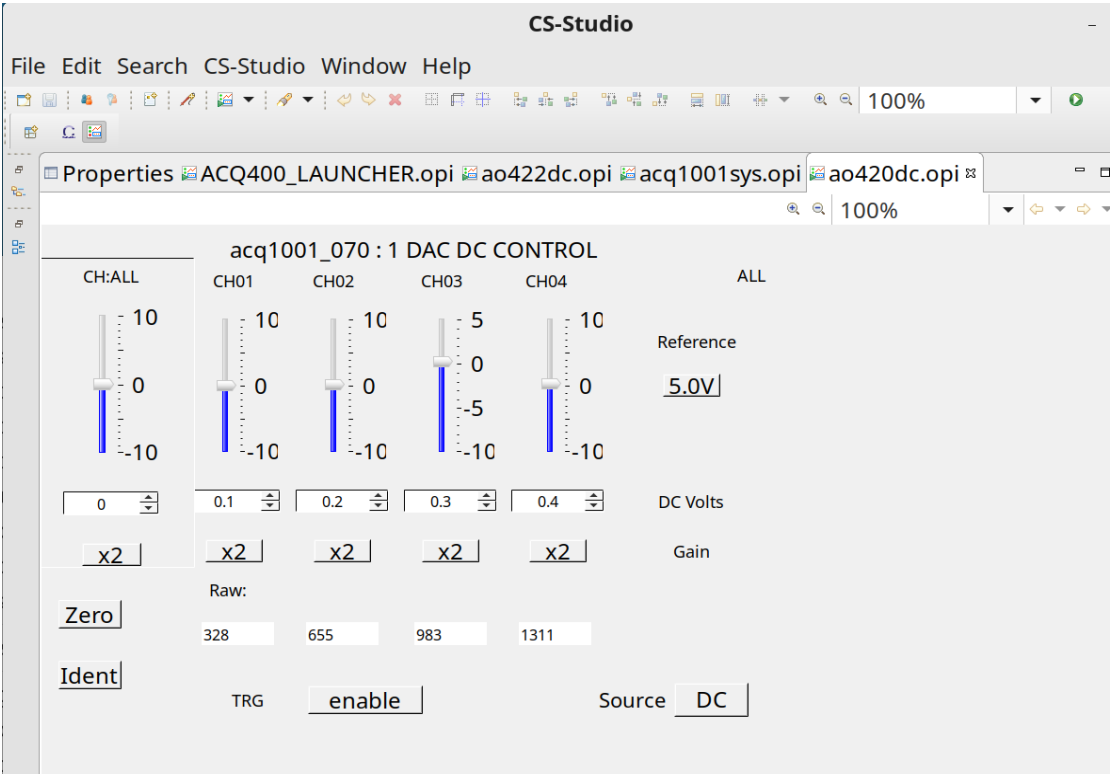 CS-Studio
File Edit Search CS-Studio Window Help
100%
Properties ACQ400_LAUNCHER.opi ao422dc.opi acq1001sys.opi ao420dc.opi
100%
acq1001_070 : 1 DAC DC CONTROL
CH:ALL CH01 CH02 CH03 CH04 ALL
10 10 10 5 10
Reference
0 0 0 0 0
5.0V
-5
-10 -10 -10 -10 -10
0 0.1 0.2 0.3 0.4 DC Volts
x2 x2 x2 x2 x2 Gain
Raw:
Zero
328 655 983 1311
Ident
TRG enable Source DC